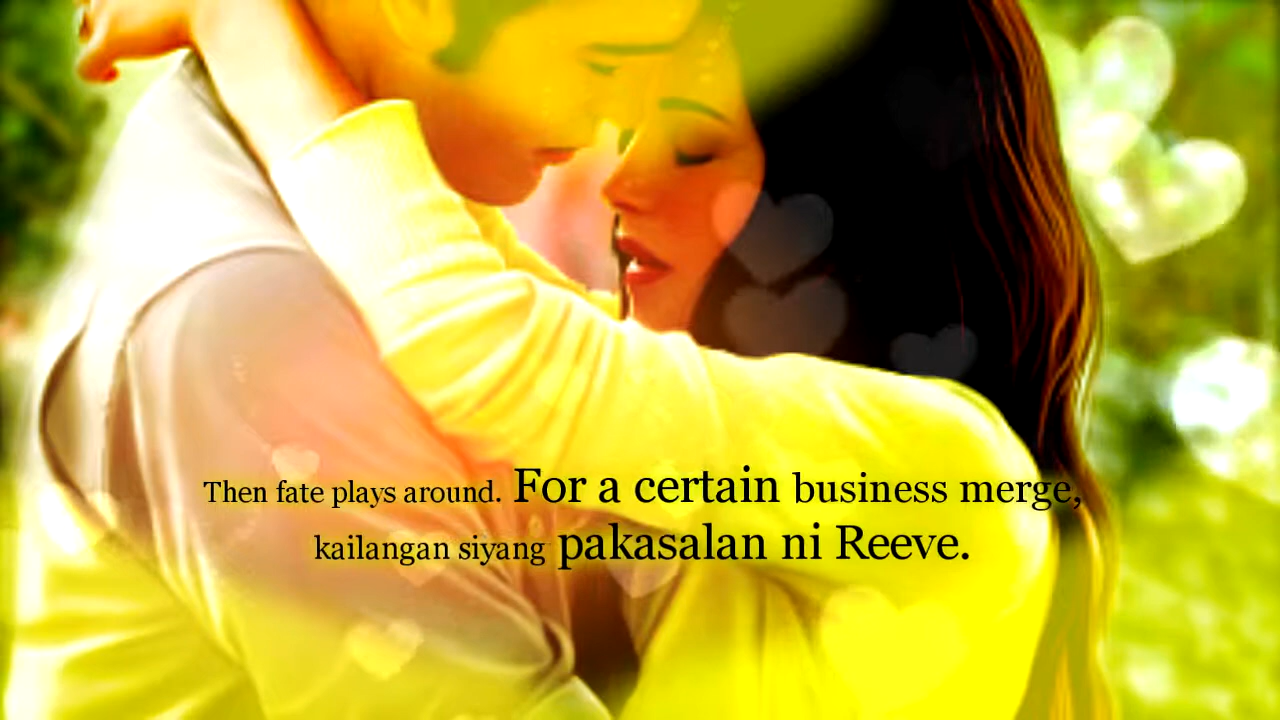 Then fate plays around. For a certain business merge,
kailangan siyang pakasalan ni Reeve.